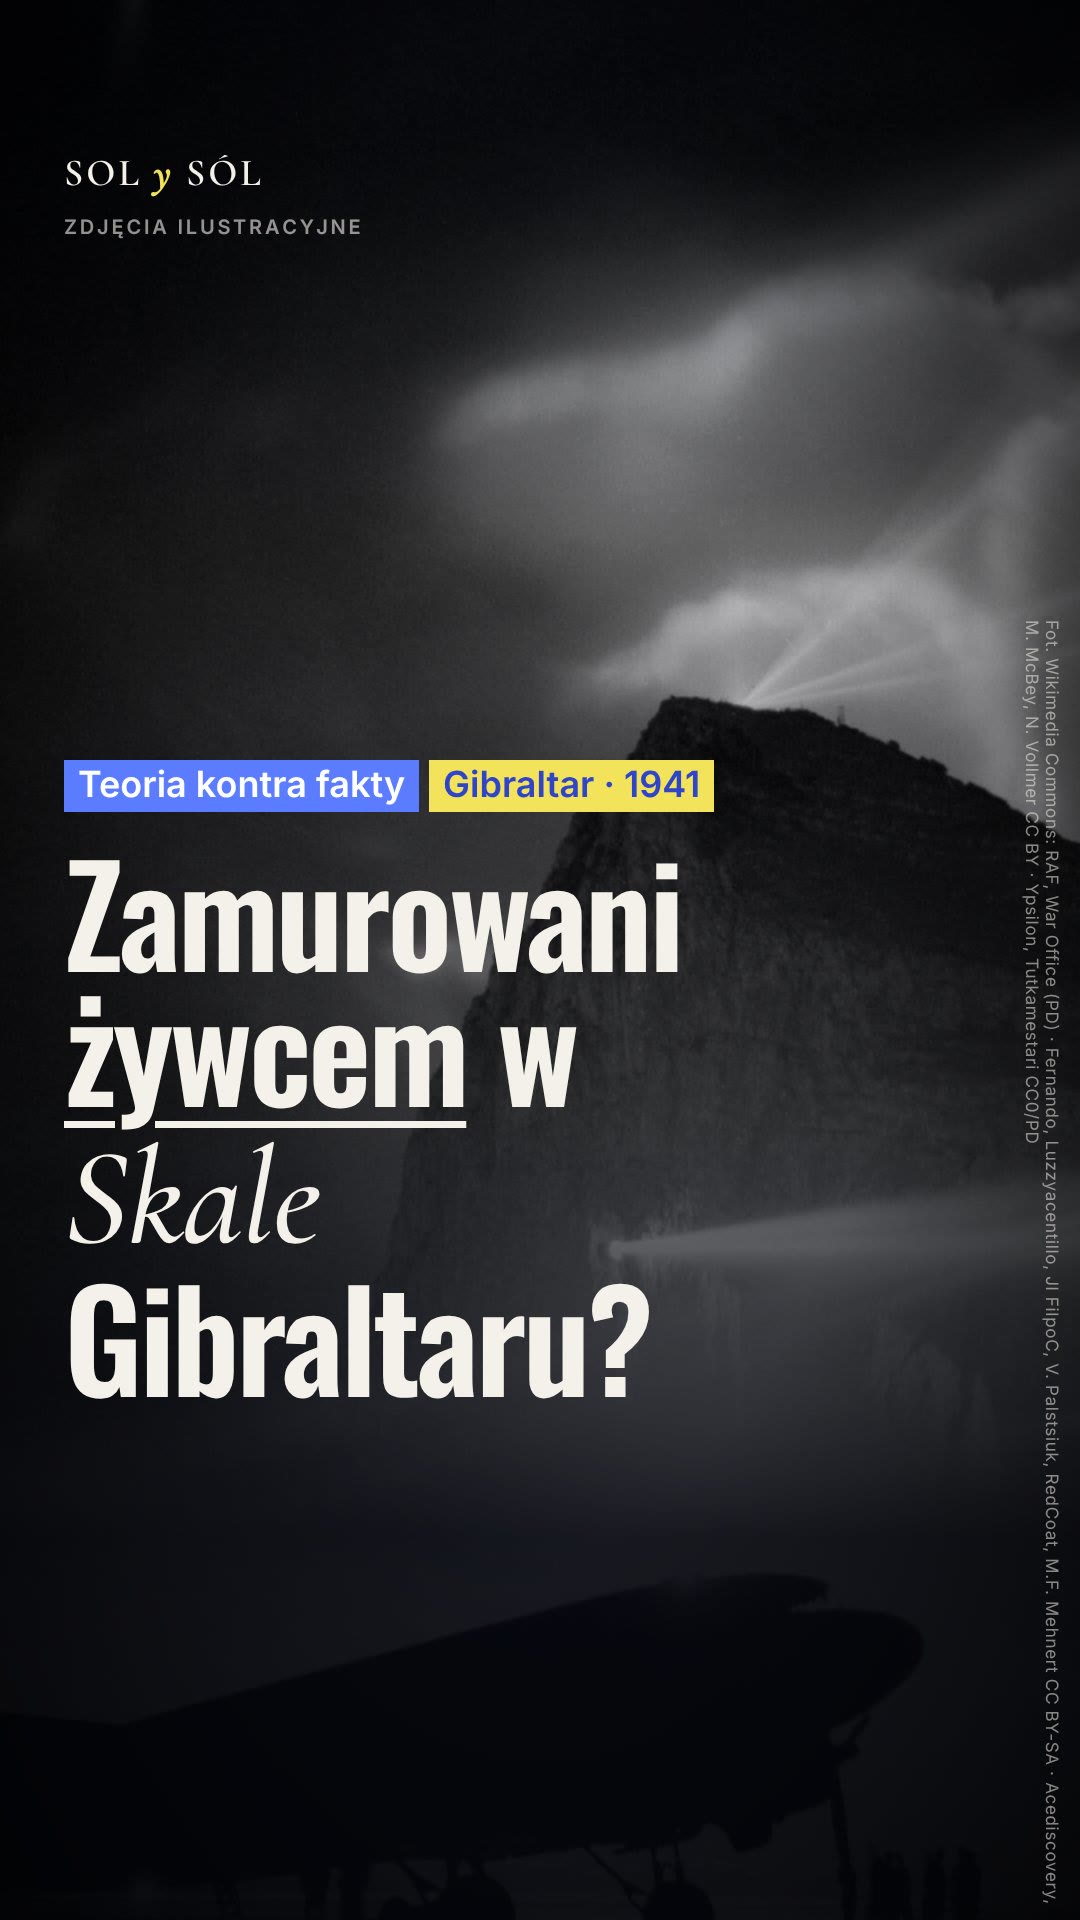 SOL y SÓL
ZDJĘCIA ILUSTRACYJNE
Teoria kontra fakty
Gibraltar · 1941
Zamurowani
żywcem w
Skale
Gibraltaru?
Fot. Wikimedia Commons: RAF, War Office (PD) · Fernando, Luzzyacentillo, JI FilpoC, V. Palstsiuk, RedCoat, M.F. Mehnert CC BY-SA · Acediscovery,
M. McBey, N. Vollmer CC BY · Ypsilon, Tutkamestari CC0/PD